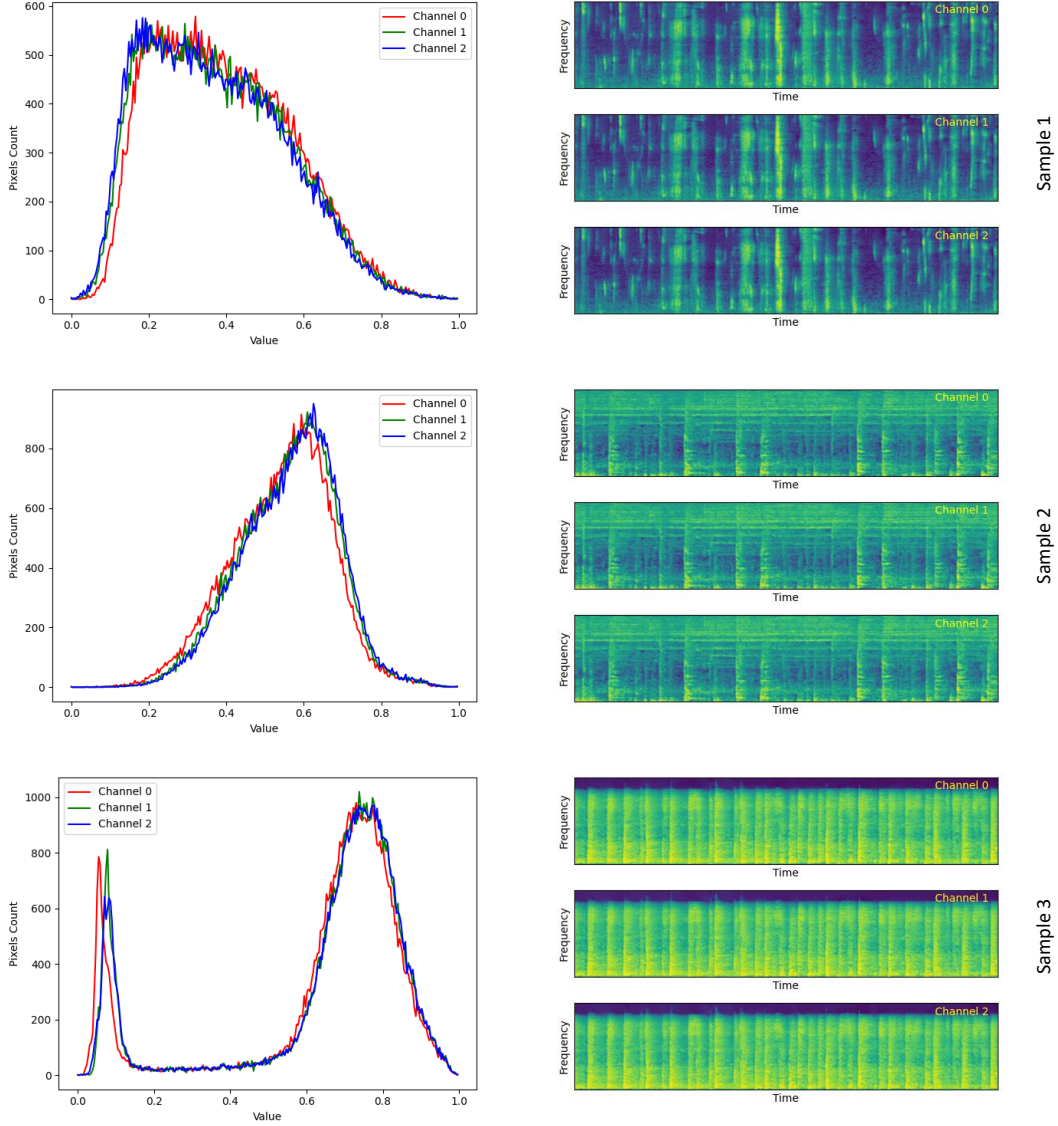 600
500
400
300
200
100
0
Pixels Count
0.0 0.2 0.4 0.6 0.8 1.0
Value
Channel 0
Channel 1
Channel 2
Frequency
Channel 0
Time
Frequency
Channel 1
Time
Frequency
Channel 2
Time
Sample 1
800
600
400
200
0
Pixels Count
0.0 0.2 0.4 0.6 0.8 1.0
Value
Channel 0
Channel 1
Channel 2
Frequency
Channel 0
Time
Frequency
Channel 1
Time
Frequency
Channel 2
Time
Sample 2
1000
800
600
400
200
0
Pixels Count
0.0 0.2 0.4 0.6 0.8 1.0
Value
Channel 0
Channel 1
Channel 2
Frequency
Channel 0
Time
Frequency
Channel 1
Time
Frequency
Channel 2
Time
Sample 3